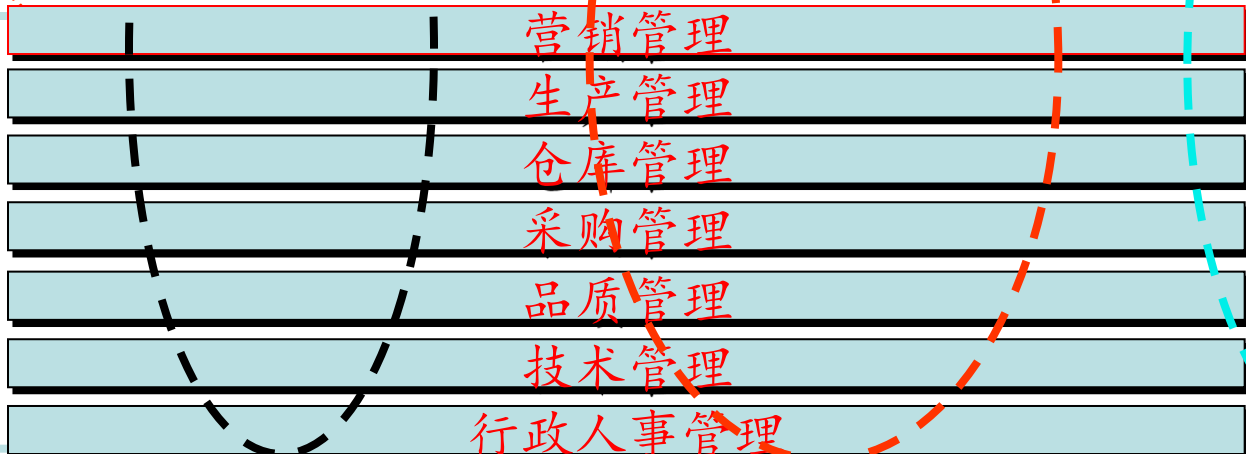 营销管理
生产管理
仓库管理
采购管理
品质管理
技术管理
行政人事管理